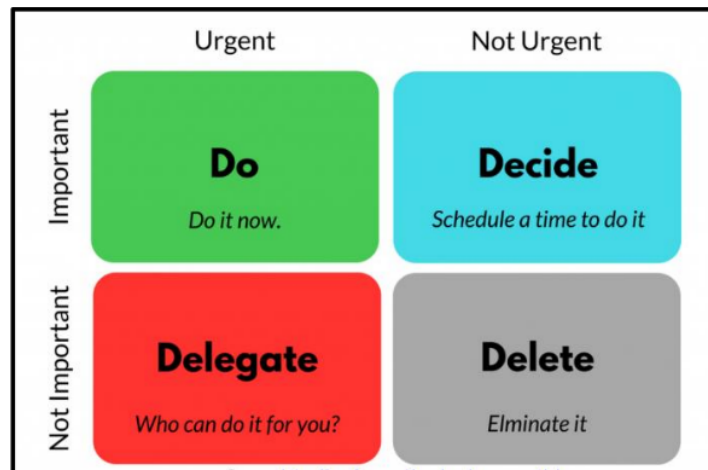 Urgent
Not Urgent
Important
Do
Do it now.
Decide
Schedule a time to do it
Not Important
Delegate
Who can do it for you?
Delete
Elminate it